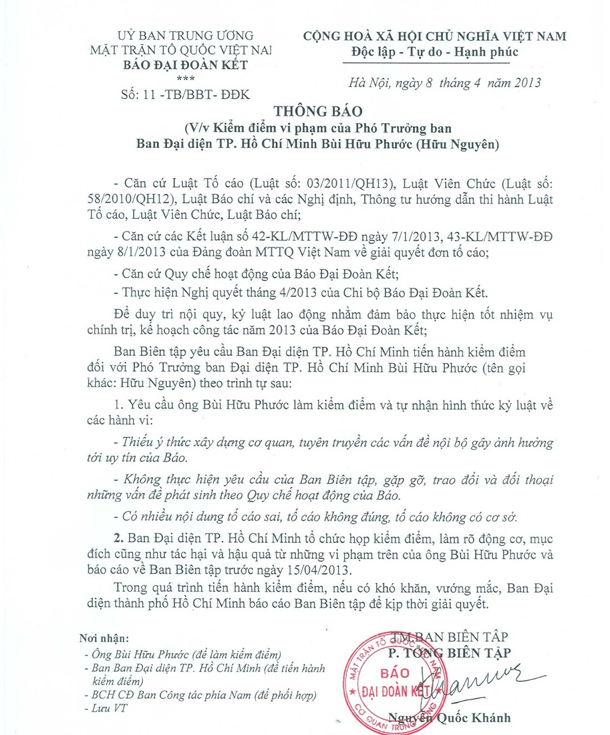 UỶ BAN TRUNG ƯƠNG
MẶT TRẬN TỔ QUỐC VIỆT NAM
BÁO ĐẠI ĐOÀN KẾT
***
Số: 11 -TB/BBT- ĐĐK
CỘNG HOÀ XÃ HỘI CHỦ NGHĨA VIỆT NAM
Độc lập - Tự do - Hạnh phúc
Hà Nội, ngày 8 tháng 4 năm 2013
THÔNG BÁO
(V/v Kiểm điểm vi phạm của Phó Trưởng ban
Ban Đại diện TP. Hồ Chí Minh Bùi Hữu Phước (Hữu Nguyên)
- Căn cứ Luật Tố cáo (Luật số: 03/2011/QH13), Luật Viên Chức (Luật số:
58/2010/QH12), Luật Báo chí và các Nghị định, Thông tư hướng dẫn thi hành Luật
Tố cáo, Luật Viên Chức, Luật Báo chí;
- Căn cứ các Kết luận số 42-KL/MTTW-ĐĐ ngày 7/1/2013, 43-KL/MTTW-ĐĐ
ngày 8/1/2013 của Đảng đoàn MTTQ Việt Nam về giải quyết đơn tố cáo;
- Căn cứ Quy chế hoạt động của Báo Đại Đoàn Kết;
- Thực hiện Nghị quyết tháng 4/2013 của Chi bộ Báo Đại Đoàn Kết.
Để duy trì nội quy, kỷ luật lao động nhằm đảm bảo thực hiện tốt nhiệm vụ
chính trị, kế hoạch công tác năm 2013 của Báo Đại Đoàn Kết;
Ban Biên tập yêu cầu Ban Đại diện TP. Hồ Chí Minh tiến hành kiểm điểm
đối với Phó Trưởng ban Đại diện TP. Hồ Chí Minh Bùi Hữu Phước (tên gọi
khác: Hữu Nguyên) theo trình tự sau:
1. Yêu cầu ông Bùi Hữu Phước làm kiểm điểm và tự nhận hình thức kỷ luật về
các hành vi:
- Thiếu ý thức xây dựng cơ quan, tuyên truyền các vấn đề nội bộ gây ảnh hưởng
tới uy tín của Báo.
- Không thực hiện yêu cầu của Ban Biên tập, gặp gỡ, trao đổi và đối thoại
những vấn đề phát sinh theo Quy chế hoạt động của Báo.
- Có nhiều nội dung tố cáo sai, tố cáo không đúng, tố cáo không có cơ sở.
2. Ban Đại diện TP. Hồ Chí Minh tổ chức họp kiểm điểm, làm rõ động cơ, mục
đích cũng như tác hại và hậu quả từ những vi phạm trên của ông Bùi Hữu Phước và
báo cáo về Ban Biên tập trước ngày 15/04/2013.
Trong quá trình tiến hành kiểm điểm, nếu có khó khăn, vướng mắc, Ban Đại
diện thành phố Hồ Chí Minh báo cáo Ban Biên tập để kịp thời giải quyết.
Nơi nhận:
- Ông Bùi Hữu Phước (để làm kiểm điểm)
- Ban Ban Đại diện TP. Hồ Chí Minh (để tiến hành
kiểm điểm)
- BCH CĐ Ban Công tác phía Nam (để phối hợp)
- Lưu VT
TM.BAN BIÊN TẬP
P. TỔNG BIÊN TẬP
MẶT TRẬN TỔ QUỐC VIỆT NAM
BÁO
ĐẠI ĐOÀN KẾT
CƠ QUAN TRUNG ƯƠNG
Nguyễn Quốc Khánh